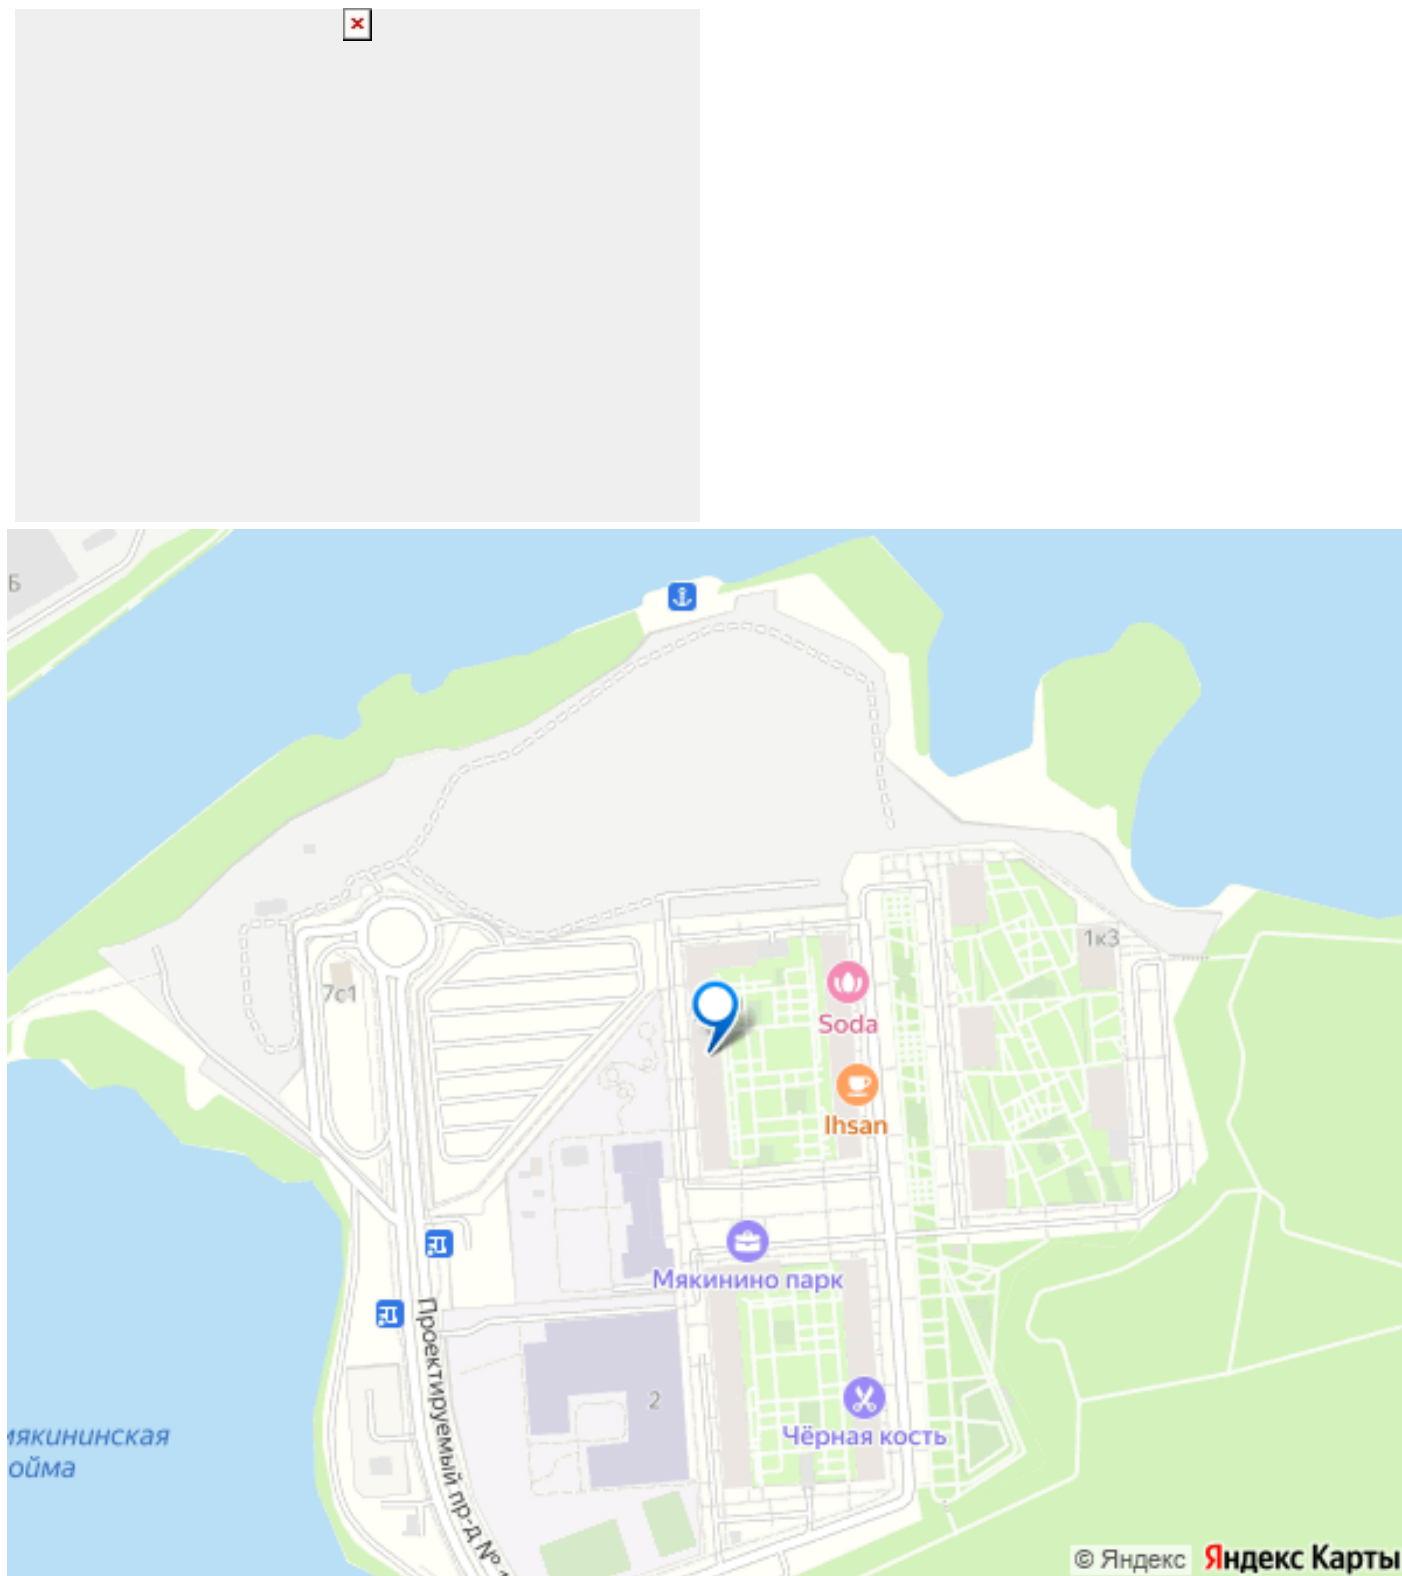 Б
1к3
7с1
Soda
Ihsan
Мякинино парк
Проектируемый пр-д №
2
Чёрная кость
мякининская
ойма
© Яндекс Яндекс Карты